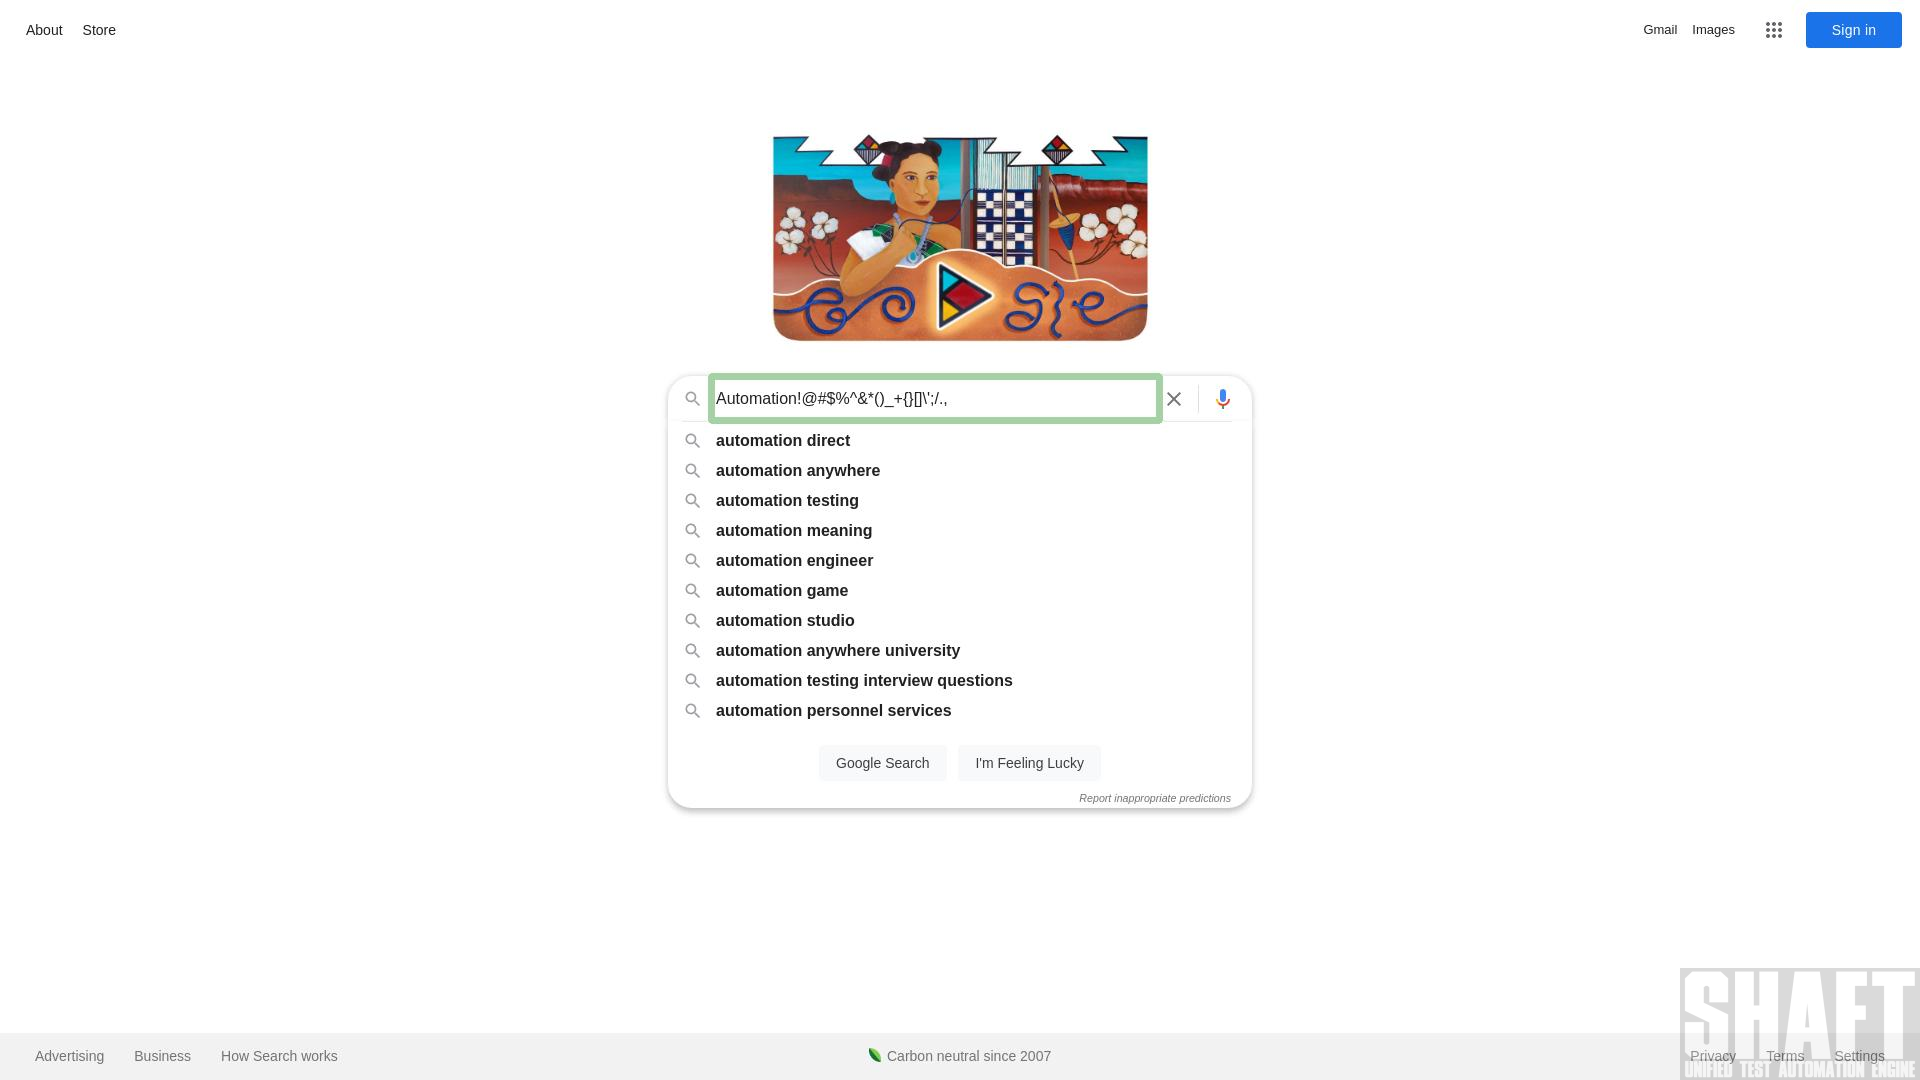 About Store
Gmail Images Sign in
Automation!@#$%^&*()_+{}[]\';/.,
automation direct
automation anywhere
automation testing
automation meaning
automation engineer
automation game
automation studio
automation anywhere university
automation testing interview questions
automation personnel services
Google Search I'm Feeling Lucky
Report inappropriate predictions
SHAFT
Advertising Business How Search works Carbon neutral since 2007 Privacy Terms Settings
UNIFIED TEST AUTOMATION ENGINE